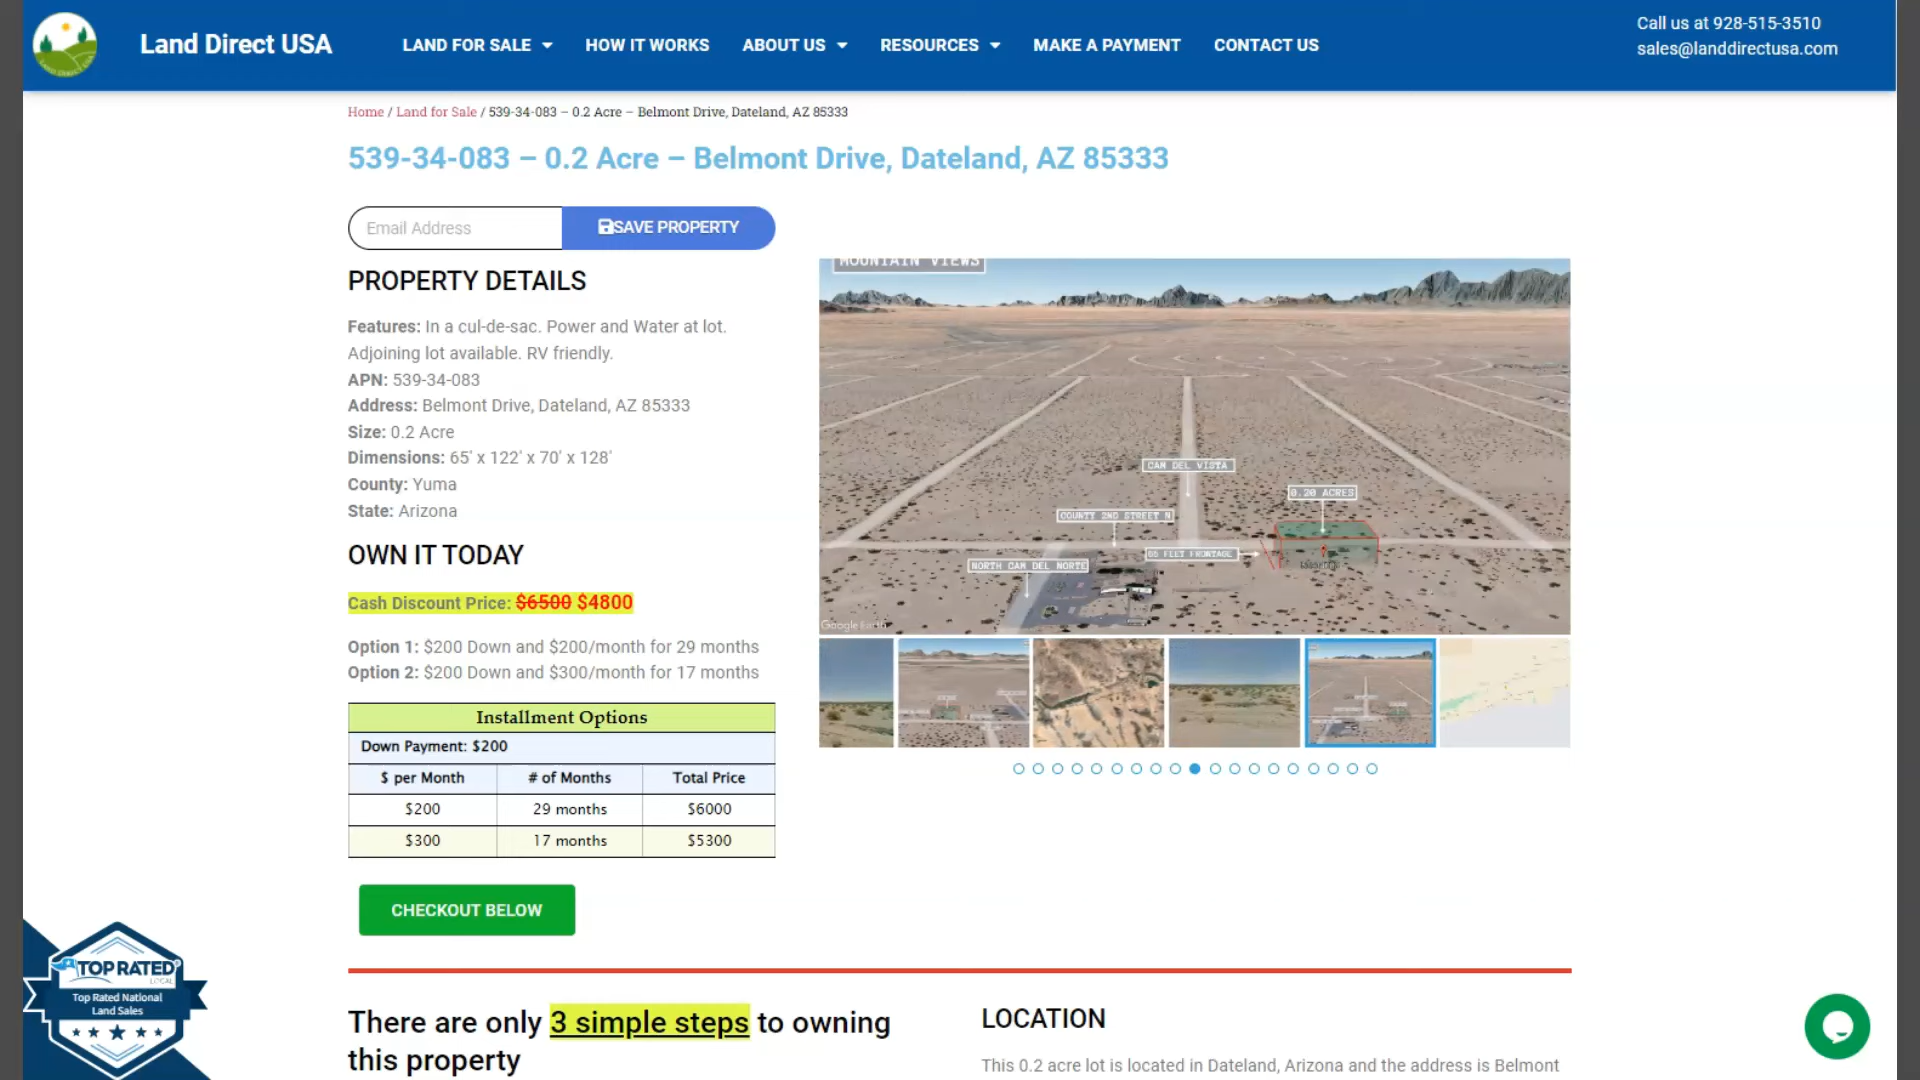 Land Direct USA
LAND FOR SALE
HOW IT WORKS
ABOUT US
RESOURCES
MAKE A PAYMENT
CONTACT US
Call us at 928-515-3510
sales@landdirectusa.com
Home / Land for Sale / 539-34-083 – 0.2 Acre – Belmont Drive, Dateland, AZ 85333
539-34-083 – 0.2 Acre – Belmont Drive, Dateland, AZ 85333
Email Address
SAVE PROPERTY
PROPERTY DETAILS
Features: In a cul-de-sac. Power and Water at lot.
Adjoining lot available. RV friendly.
APN: 539-34-083
Address: Belmont Drive, Dateland, AZ 85333
Size: 0.2 Acre
Dimensions: 65' x 122' x 70' x 128'
County: Yuma
State: Arizona
OWN IT TODAY
Cash Discount Price: $6500 $4800
Option 1: $200 Down and $200/month for 29 months
Option 2: $200 Down and $300/month for 17 months
Installment Options
Down Payment: $200
$ per Month # of Months Total Price
$200 29 months $6000
$300 17 months $5300
CHECKOUT BELOW
MOUNTAIN VIEWS
CAM DEL VISTA
0.20 ACRES
COUNTY 2ND STREET N
65 FEET FRONTAGE
NORTH CAM DEL NORTE
Google Earth
TOP RATED
LOCAL
Top Rated National
Land Sales
There are only 3 simple steps to owning
this property
LOCATION
This 0.2 acre lot is located in Dateland, Arizona and the address is Belmont